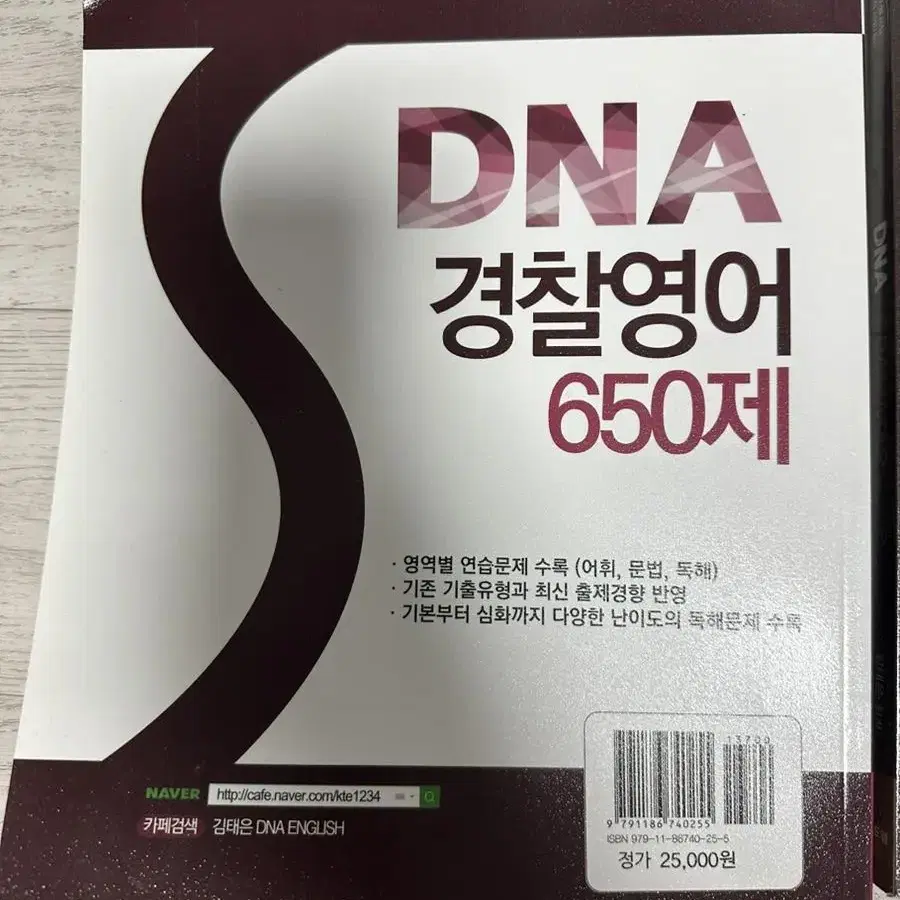 DNA
경찰영어
650제
· 영역별 연습문제 수록 (어휘, 문법, 독해)
· 기존 기출유형과 최신 출제경향 반영
· 기본부터 심화까지 다양한 난이도의 독해문제 수록
NAVER http://cafe.naver.com/kte1234
카페검색 김태은 DNA ENGLISH
13700
9 791186 740255
ISBN 979-11-86740-25-5
정가 25,000원
DNA